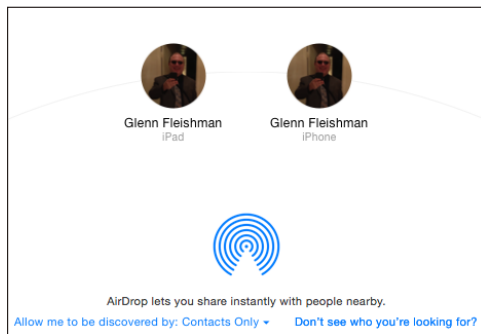 Glenn Fleishman Glenn Fleishman
iPad iPhone
AirDrop lets you share instantly with people nearby.
Allow me to be discovered by: Contacts Only Don't see who you're looking for?